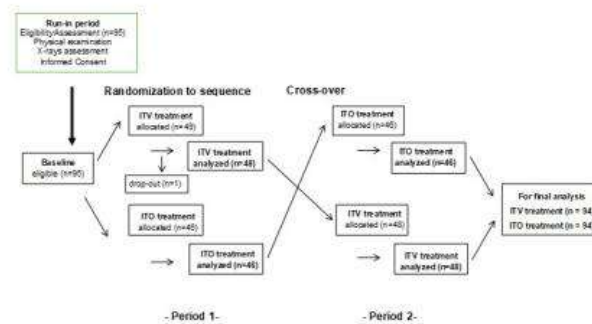 Run-in period
Eligibility/Assessment (n=95)
Physical examination
X-rays assessment
Informed Consent
Randomization to sequence
Cross-over
ITV treatment
allocated (n=48)
ITV treatment
analyzed (n=48)
drop-out (n=1)
Baseline
eligible (n=95)
ITO treatment
allocated (n=46)
ITO treatment
analyzed (n=46)
ITO treatment
allocated (n=46)
ITO treatment
analyzed (n=46)
ITV treatment
allocated (n=48)
ITV treatment
analyzed (n=48)
For final analysis
ITV treatment (n = 94)
ITO treatment (n = 94)
- Period 1-
- Period 2-